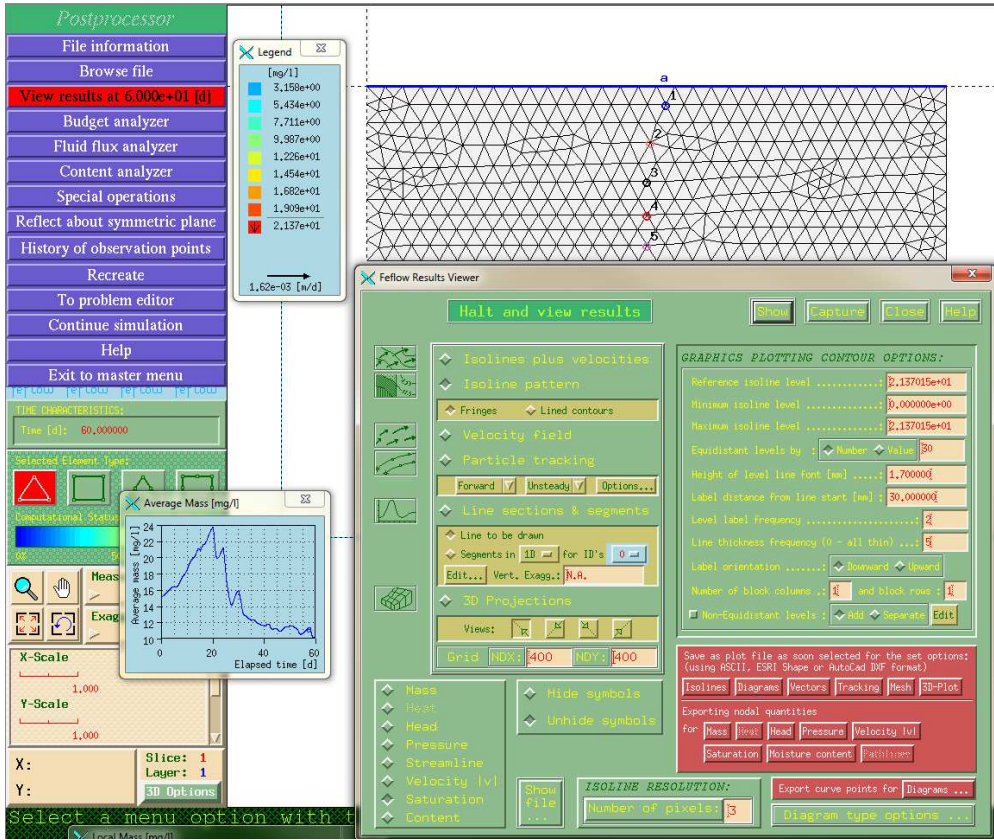 Postprocessor
File information
Browse file
View results at 6.000e+01 [d]
Budget analyzer
Fluid flux analyzer
Content analyzer
Special operations
Reflect about symmetric plane
History of observation points
Recreate
To problem editor
Continue simulation
Help
Exit to master menu
feflow feflow feflow feflow
TIME CHARACTERISTICS:
Time [d]: 60.000000
Selected Element Type:
Computational Status
0% 50
Meas
Exagg
X-Scale
1.000
Y-Scale
1.000
X:
Y:
Slice: 1
Layer: 1
3D Options
Select a menu option with t
Local Mass [mg/l]
Legend
[mg/l]
3.158e+00
5.434e+00
7.711e+00
9.987e+00
1.226e+01
1.454e+01
1.682e+01
1.909e+01
2.137e+01
1.62e-03 [m/d]
a
1
2
3
4
5
Average Mass [mg/l]
Average mass [mg/l]
24
22
20
18
16
14
12
10
0 20 40 60
Elapsed time [d]
Feflow Results Viewer
Halt and view results
Show Capture Close Help
Isolines plus velocities
Isoline pattern
Fringes Lined contours
Velocity field
Particle tracking
Forward Unsteady Options...
Line sections & segments
Line to be drawn
Segments in 1D for ID's 0
Edit... Vert. Exagg.: N.A.
3D Projections
Views:
Grid NDX: 400 NDY: 400
Mass
Heat
Head
Pressure
Streamline
Velocity |v|
Saturation
Content
Hide symbols
Unhide symbols
Show
file
...
ISOLINE RESOLUTION:
Number of pixels: 3
GRAPHICS PLOTTING CONTOUR OPTIONS:
Reference isoline level ............: 2.137015e+01
Minimum isoline level ..............: 0.000000e+00
Maximum isoline level ..............: 2.137015e+01
Equidistant levels by : Number Value 30
Height of level line font [mm] ....: 1.700000
Label distance from line start [mm] : 30.000000
Level label frequency ....................: 2
Line thickness frequency (0 - all thin) ...: 5
Label orientation .......: Downward Upward
Number of block columns .: 1 and block rows : 1
Non-Equidistant levels : Add Separate Edit
Save as plot file as soon selected for the set options:
(using ASCII, ESRI Shape or AutoCad DXF format)
Isolines Diagrams Vectors Tracking Mesh 3D-Plot
Exporting nodal quantities
for Mass Heat Head Pressure Velocity |v|
Saturation Moisture content Pathlines
Export curve points for Diagrams ...
Diagram type options ...